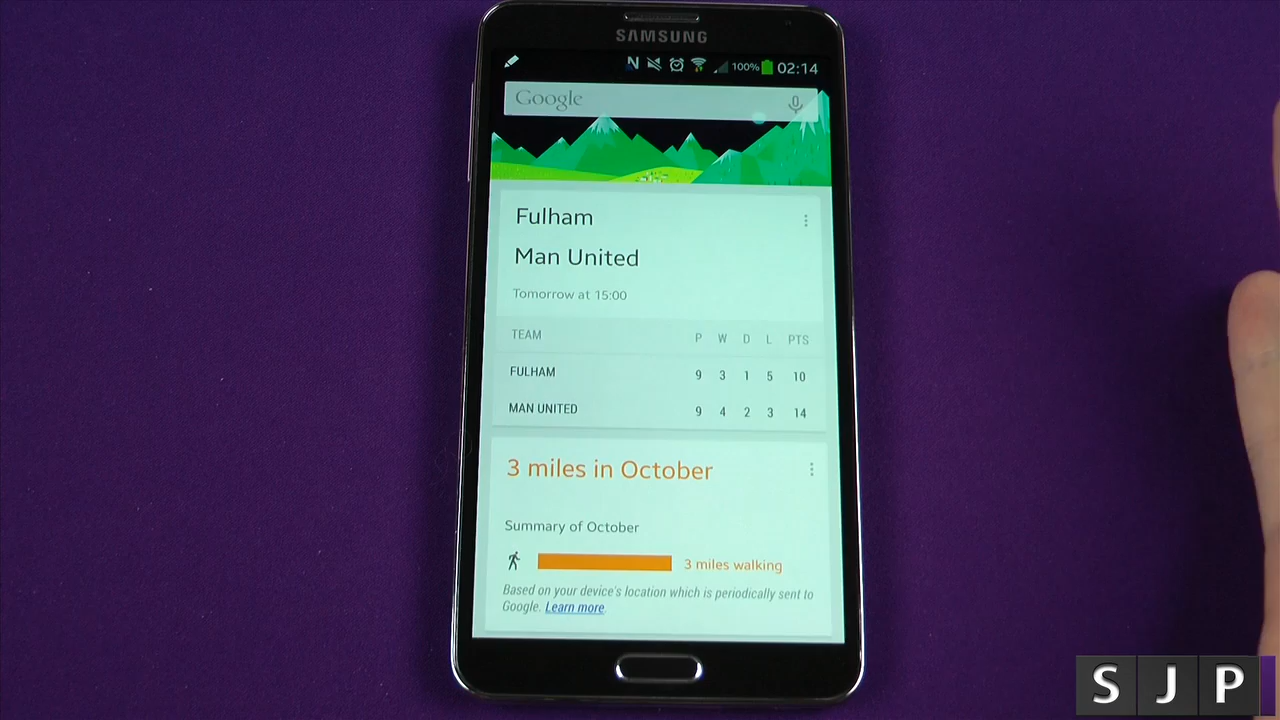 SAMSUNG
100% 02:14
Google
Fulham
Man United
Tomorrow at 15:00
TEAM P W D L PTS
FULHAM 9 3 1 5 10
MAN UNITED 9 4 2 3 14
3 miles in October
Summary of October
3 miles walking
Based on your device's location which is periodically sent to
Google. Learn more.
SJP